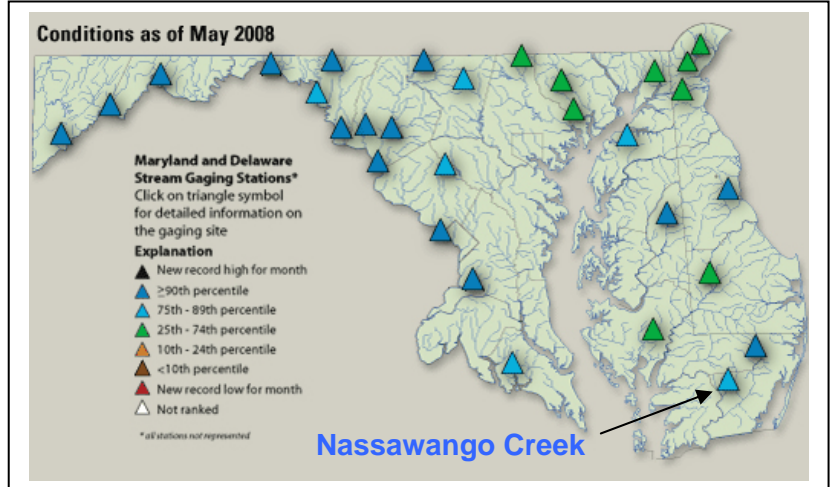 Conditions as of May 2008
Maryland and Delaware
Stream Gaging Stations*
Click on triangle symbol
for detailed information on
the gaging site
Explanation
New record high for month
≥90th percentile
75th - 89th percentile
25th - 74th percentile
10th - 24th percentile
<10th percentile
New record low for month
Not ranked
* all stations not represented
Nassawango Creek